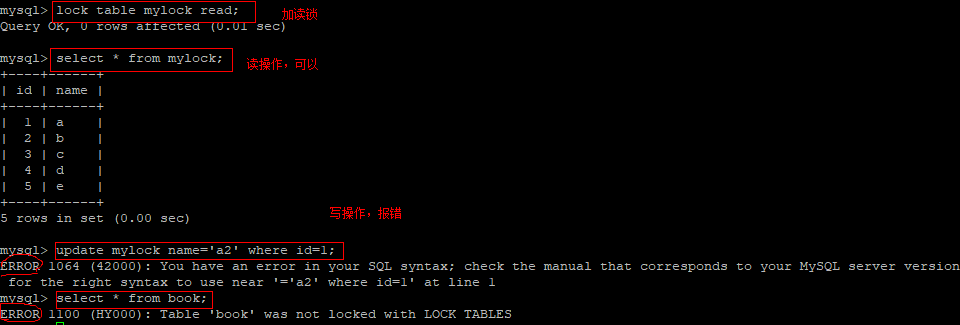 mysql> lock table mylock read; 加读锁
Query OK, 0 rows affected (0.01 sec)
mysql> select * from mylock; 读操作，可以
+----+------+
| id | name |
+----+------+
| 1 | a |
| 2 | b |
| 3 | c |
| 4 | d |
| 5 | e |
+----+------+
5 rows in set (0.00 sec)
写操作，报错
mysql> update mylock name='a2' where id=1;
ERROR 1064 (42000): You have an error in your SQL syntax; check the manual that corresponds to your MySQL server version
for the right syntax to use near '='a2' where id=1' at line 1
mysql> select * from book;
ERROR 1100 (HY000): Table 'book' was not locked with LOCK TABLES